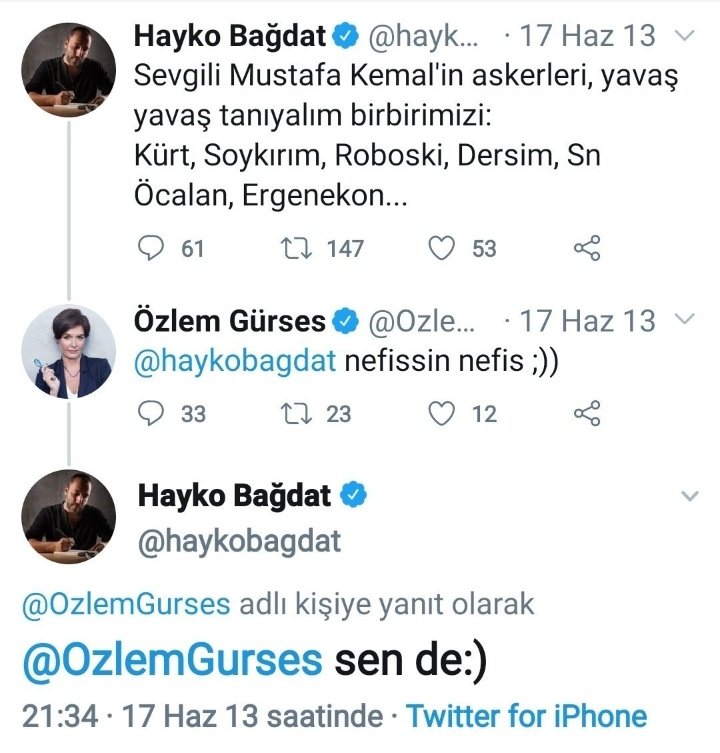 Hayko Bağdat @hayk... · 17 Haz 13
Sevgili Mustafa Kemal'in askerleri, yavaş
yavaş tanıyalım birbirimizi:
Kürt, Soykırım, Roboski, Dersim, Sn
Öcalan, Ergenekon...
61 147 53
Özlem Gürses @Ozle... · 17 Haz 13
@haykobagdat nefissin nefis ;))
33 23 12
Hayko Bağdat
@haykobagdat
@OzlemGurses adlı kişiye yanıt olarak
@OzlemGurses sen de:)
21:34 · 17 Haz 13 saatinde · Twitter for iPhone